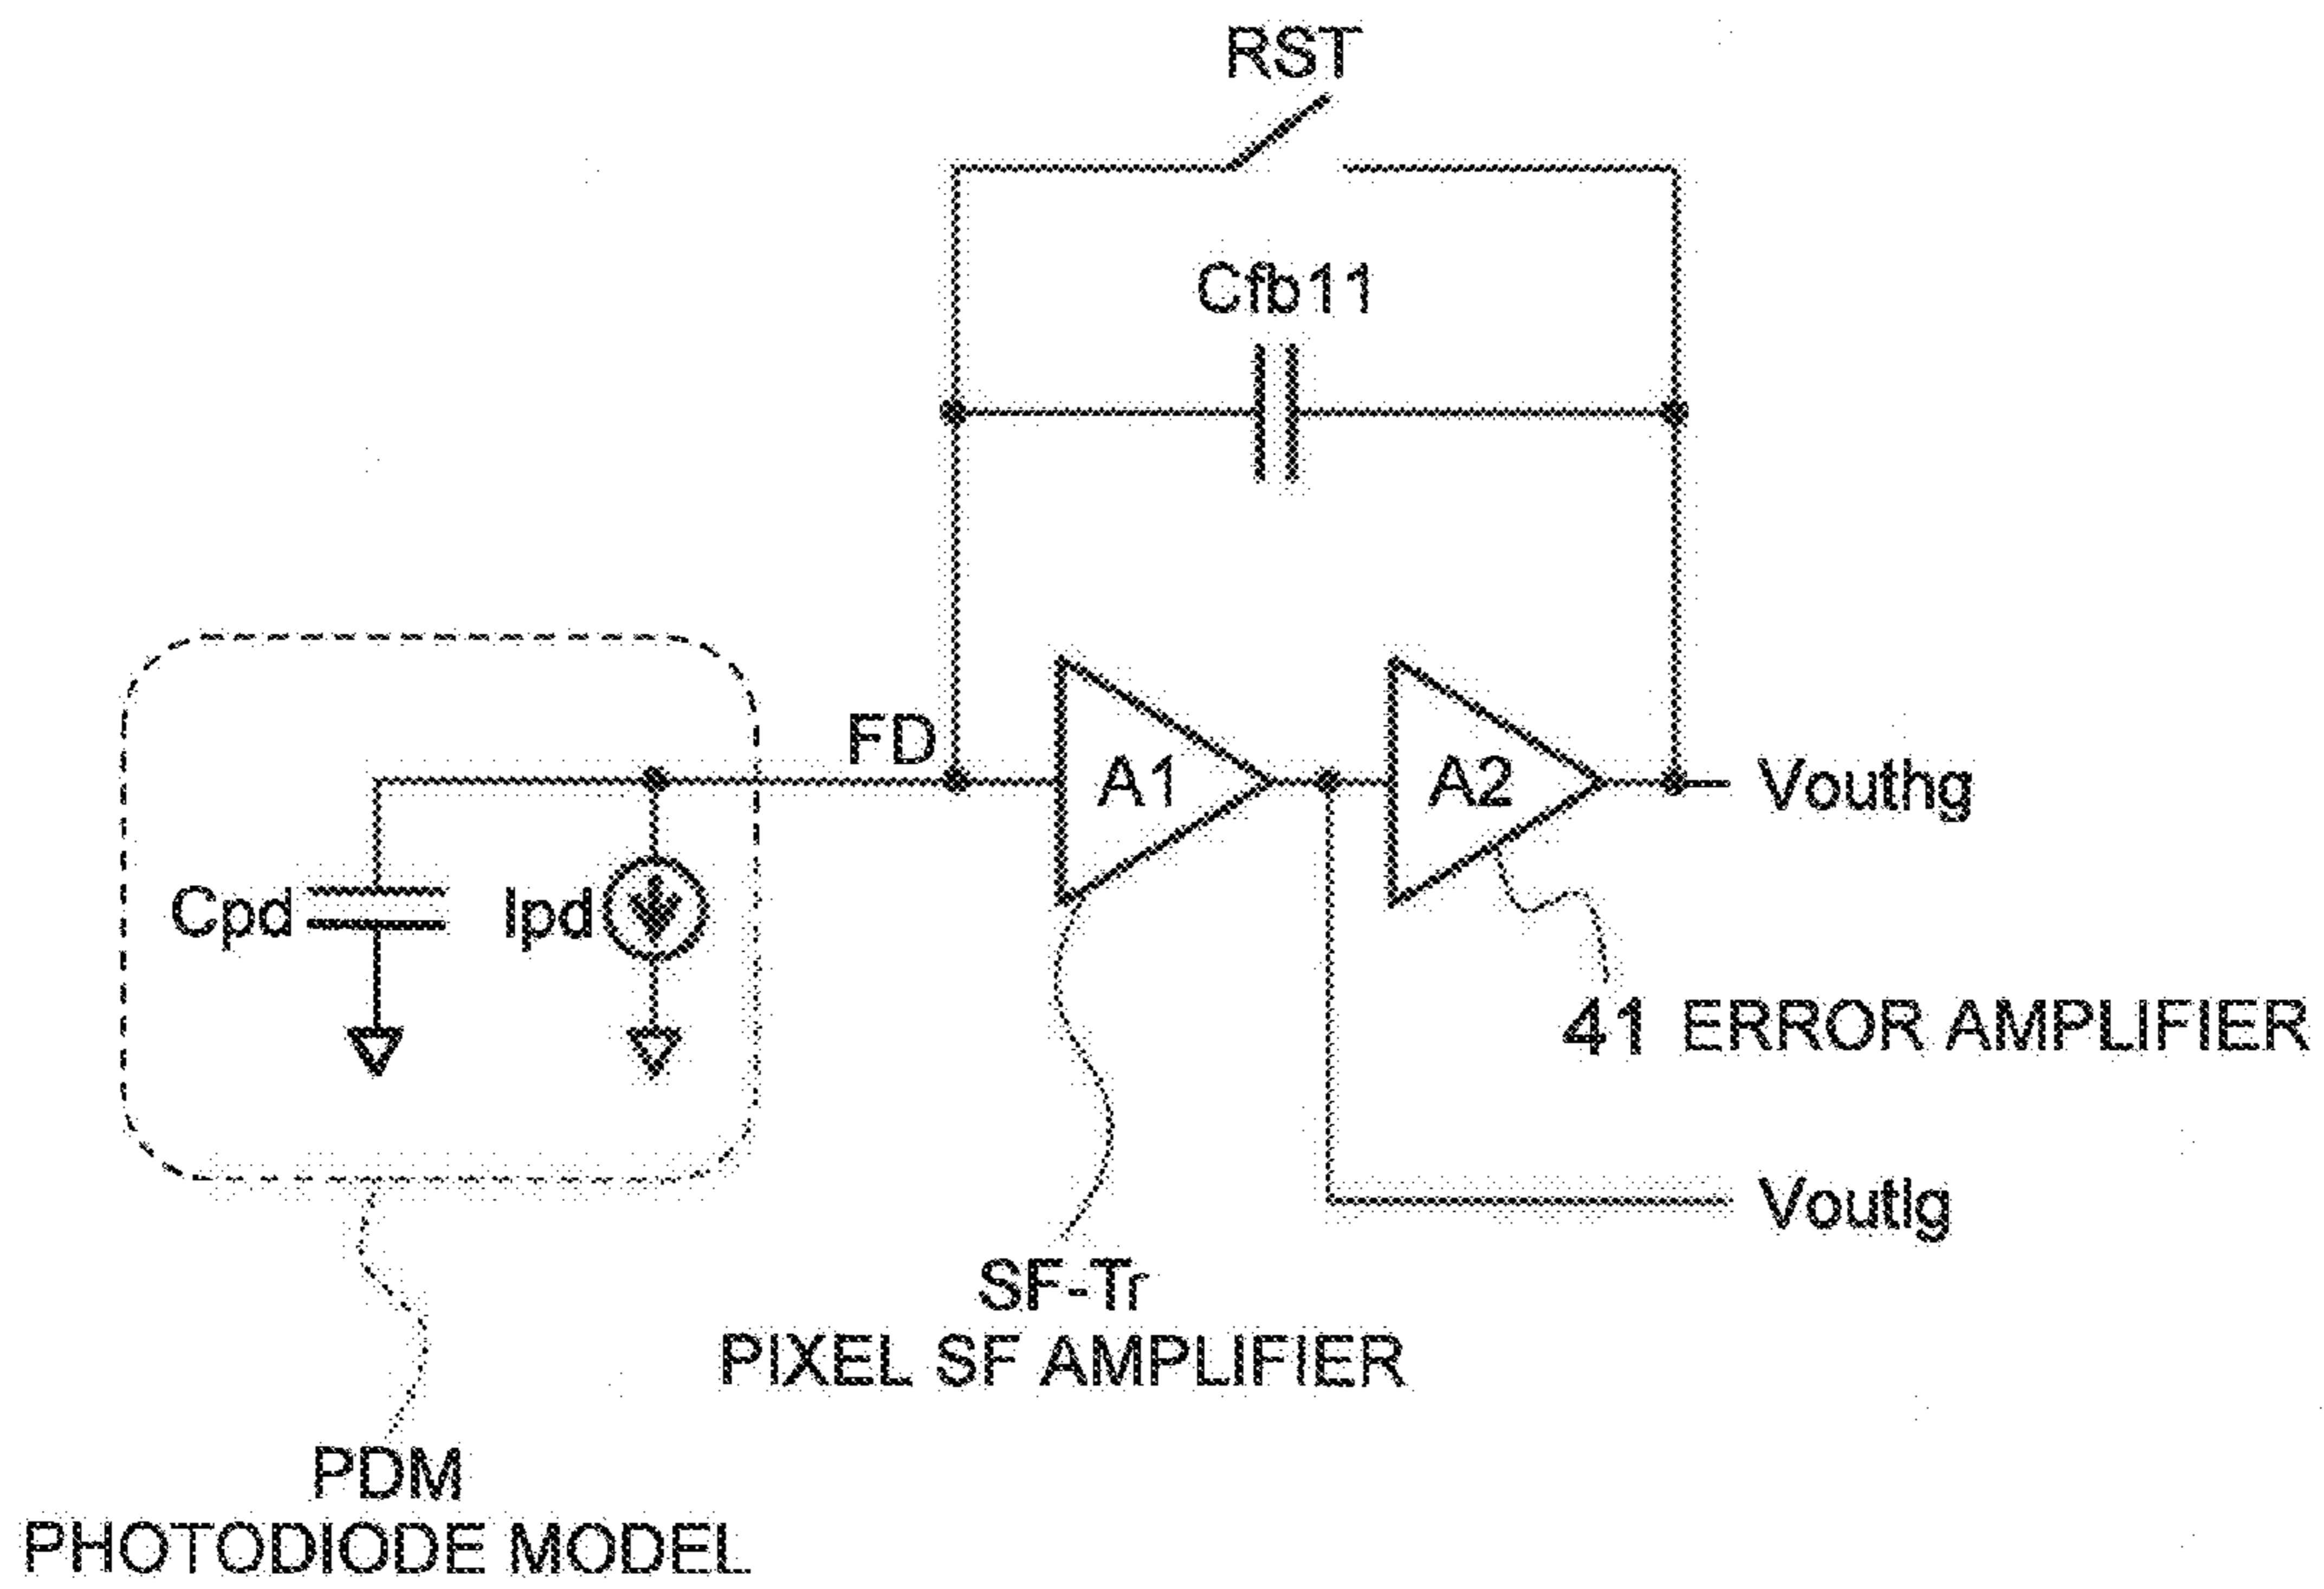 RST
Cfb11
FD
A1
A2
Vouthg
Cpd
Ipd
41 ERROR AMPLIFIER
Voutlg
SF-Tr
PIXEL SF AMPLIFIER
PDM
PHOTODIODE MODEL